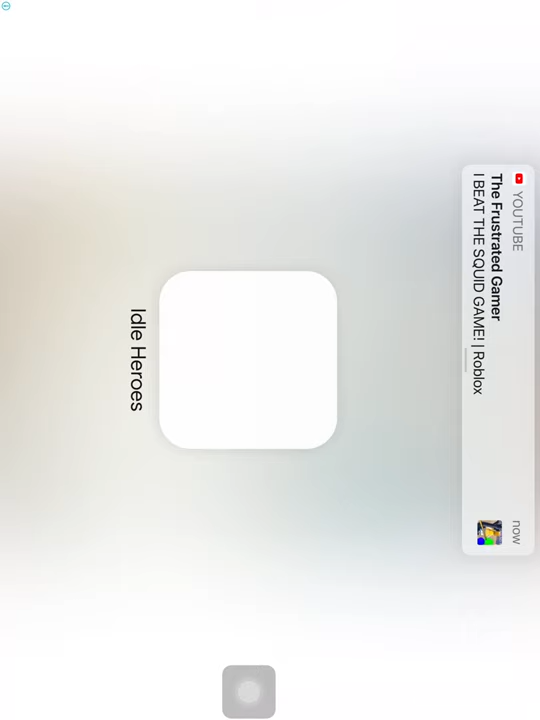 YOUTUBE
now
The Frustrated Gamer
I BEAT THE SQUID GAME! | Roblox
Idle Heroes